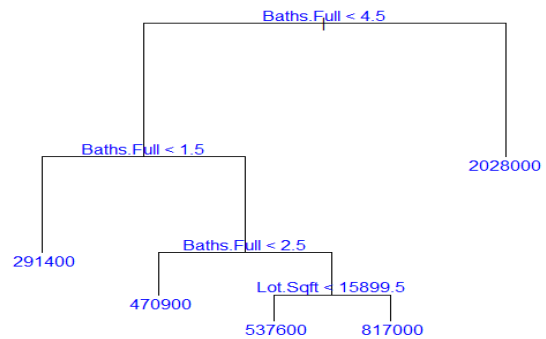 Baths.Full < 4.5
Baths.Full < 1.5
2028000
291400
Baths.Full < 2.5
470900
Lot.Sqft < 15899.5
537600
817000